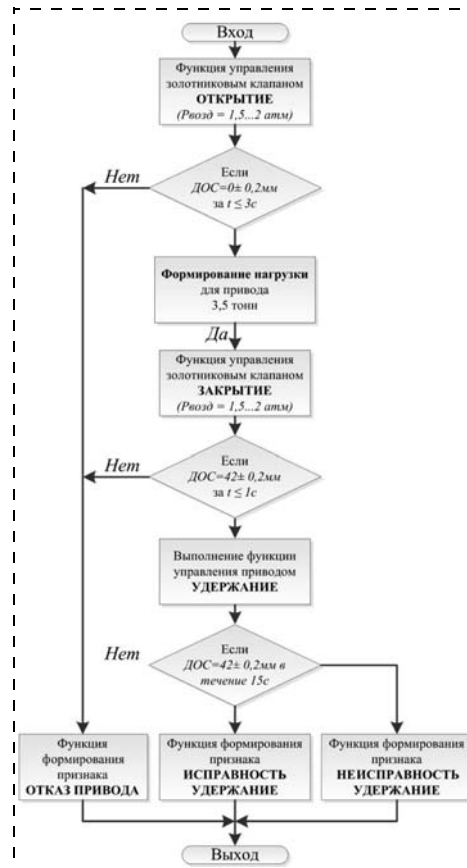 Вход
Функция управления
золотниковым клапаном
ОТКРЫТИЕ
(Рвозд = 1,5...2 атм)
Нет
Если
ДОС=0± 0,2мм
за t ≤ 3с
Формирование нагрузки
для привода
3,5 тонн
Да
Функция управления
золотниковым клапаном
ЗАКРЫТИЕ
(Рвозд = 1,5...2 атм)
Нет
Если
ДОС=42± 0,2мм
за t ≤ 1с
Выполнение функции
управления приводом
УДЕРЖАНИЕ
Нет
Если
ДОС=42± 0,2мм в
течение 15с
Функция
формирования
признака
ОТКАЗ ПРИВОДА
Функция формирования
признака
ИСПРАВНОСТЬ
УДЕРЖАНИЕ
Функция формирования
признака
НЕИСПРАВНОСТЬ
УДЕРЖАНИЕ
Выход